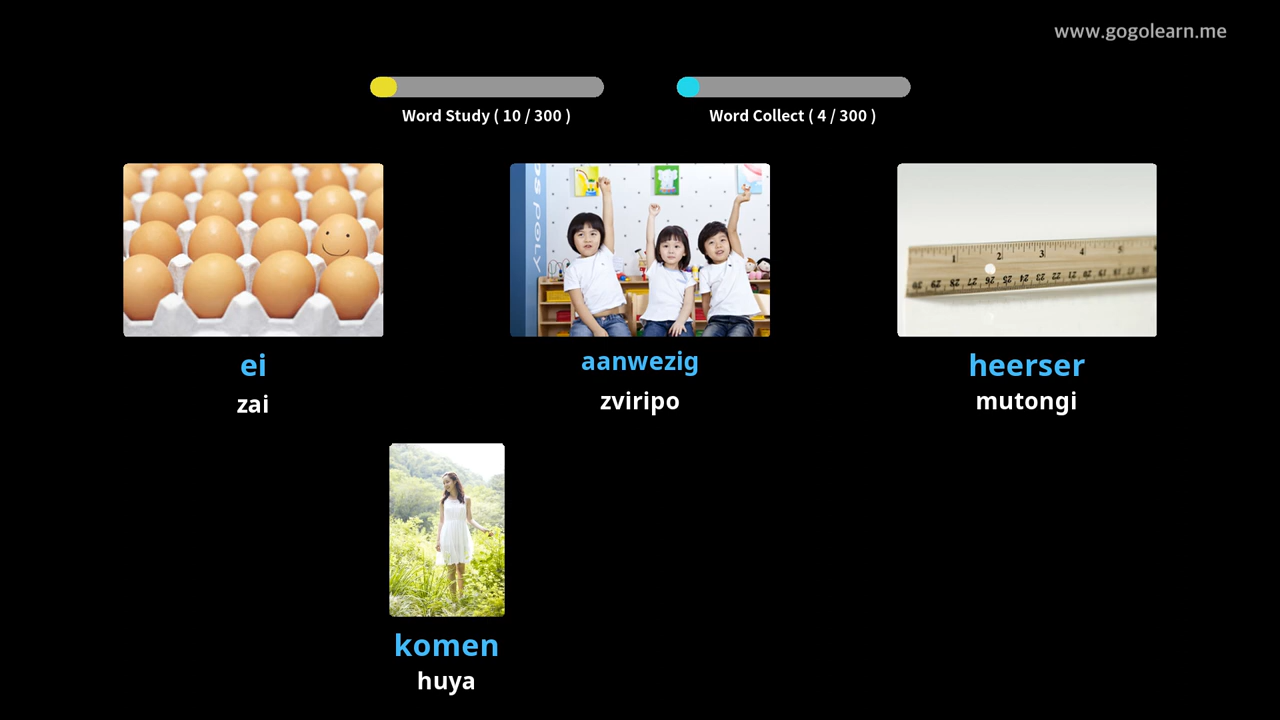 www.gogolearn.me
Word Study ( 10 / 300 )
Word Collect ( 4 / 300 )
ei
zai
aanwezig
zviripo
heerser
mutongi
komen
huya